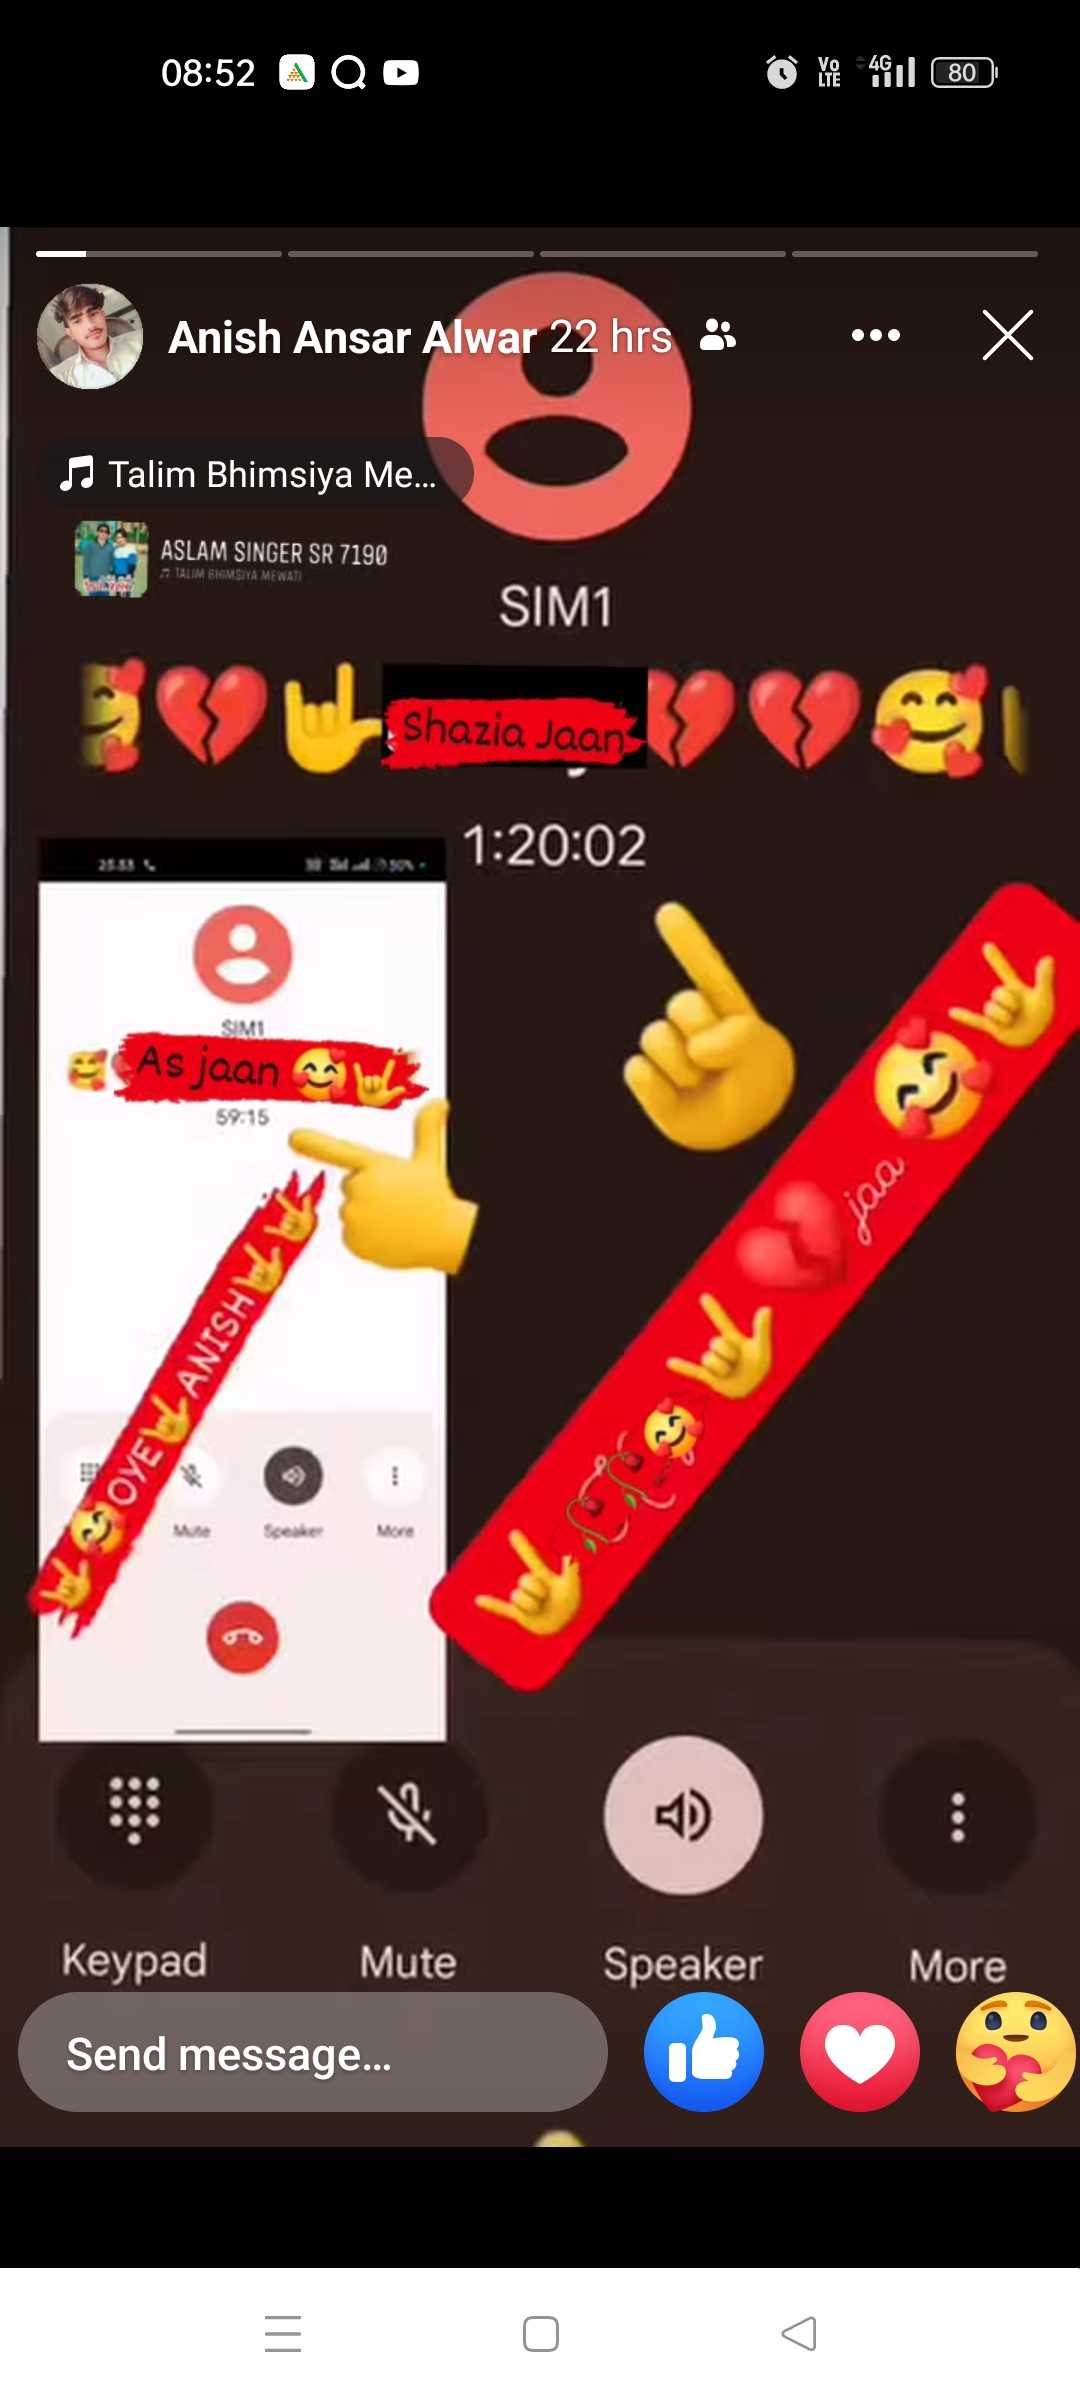 08:52
Vo LTE 4G 80
Anish Ansar Alwar 22 hrs
Talim Bhimsiya Me...
ASLAM SINGER SR 7190
TALIM BHIMSIYA MEWATI
SIM1
Shazia Jaan
1:20:02
SIM1
As jaan
59:15
OYE ANISH
jaa
Mute Speaker More
Keypad Mute Speaker More
Send message...